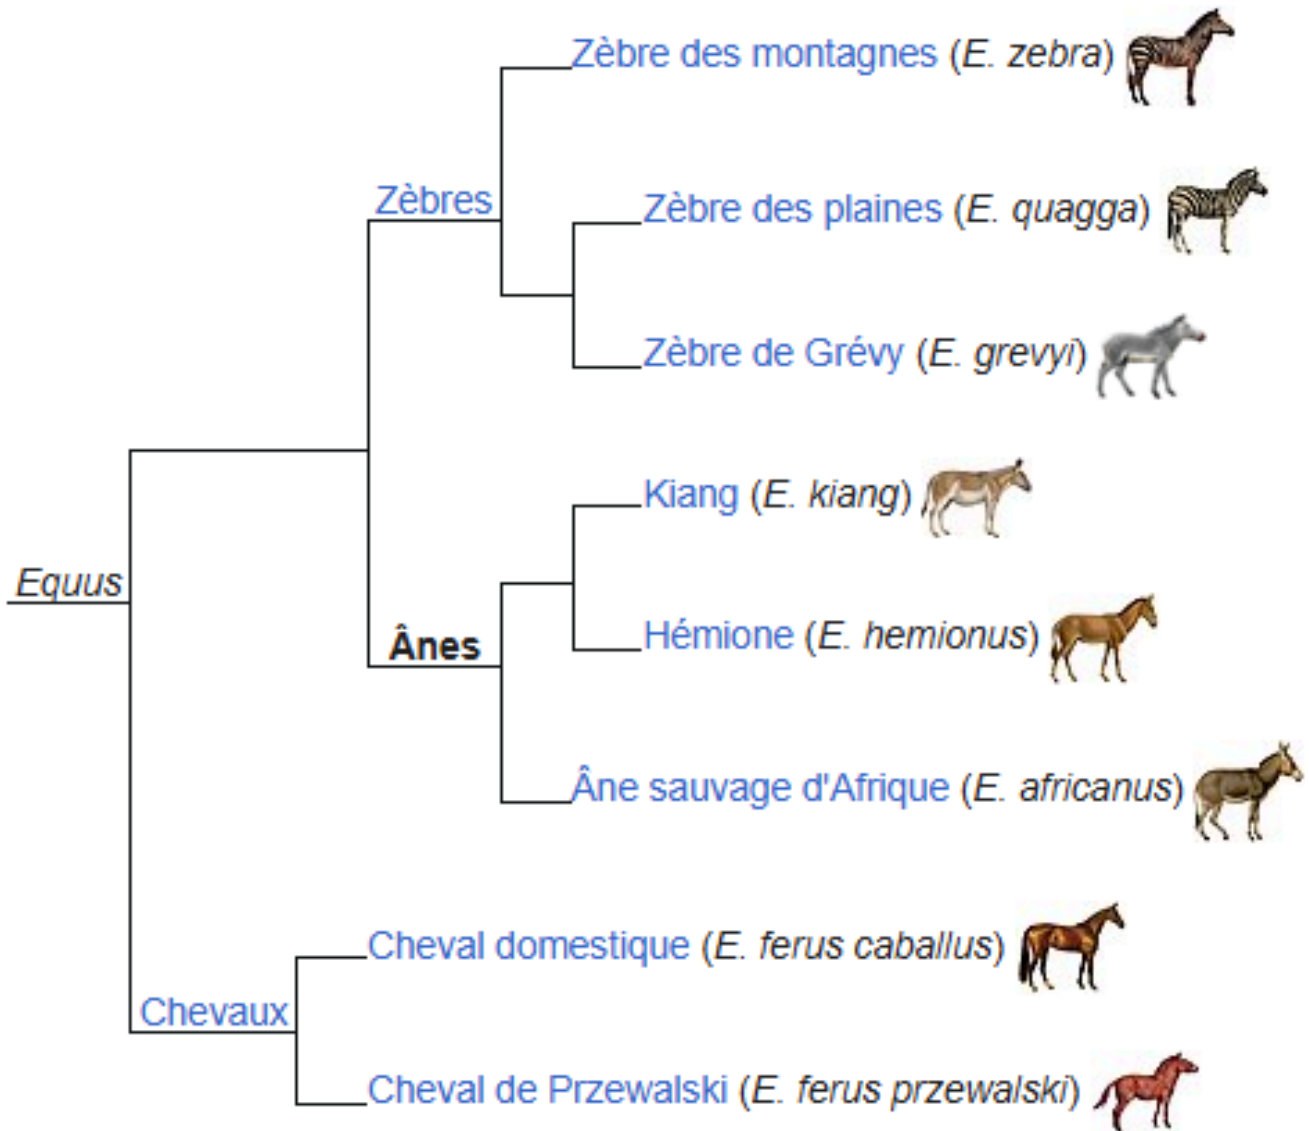 Zèbre des montagnes (E. zebra)
Zèbres
Zèbre des plaines (E. quagga)
Zèbre de Grévy (E. grevyi)
Kiang (E. kiang)
Equus
Hémione (E. hemionus)
Ânes
Âne sauvage d'Afrique (E. africanus)
Cheval domestique (E. ferus caballus)
Chevaux
Cheval de Przewalski (E. ferus przewalski)